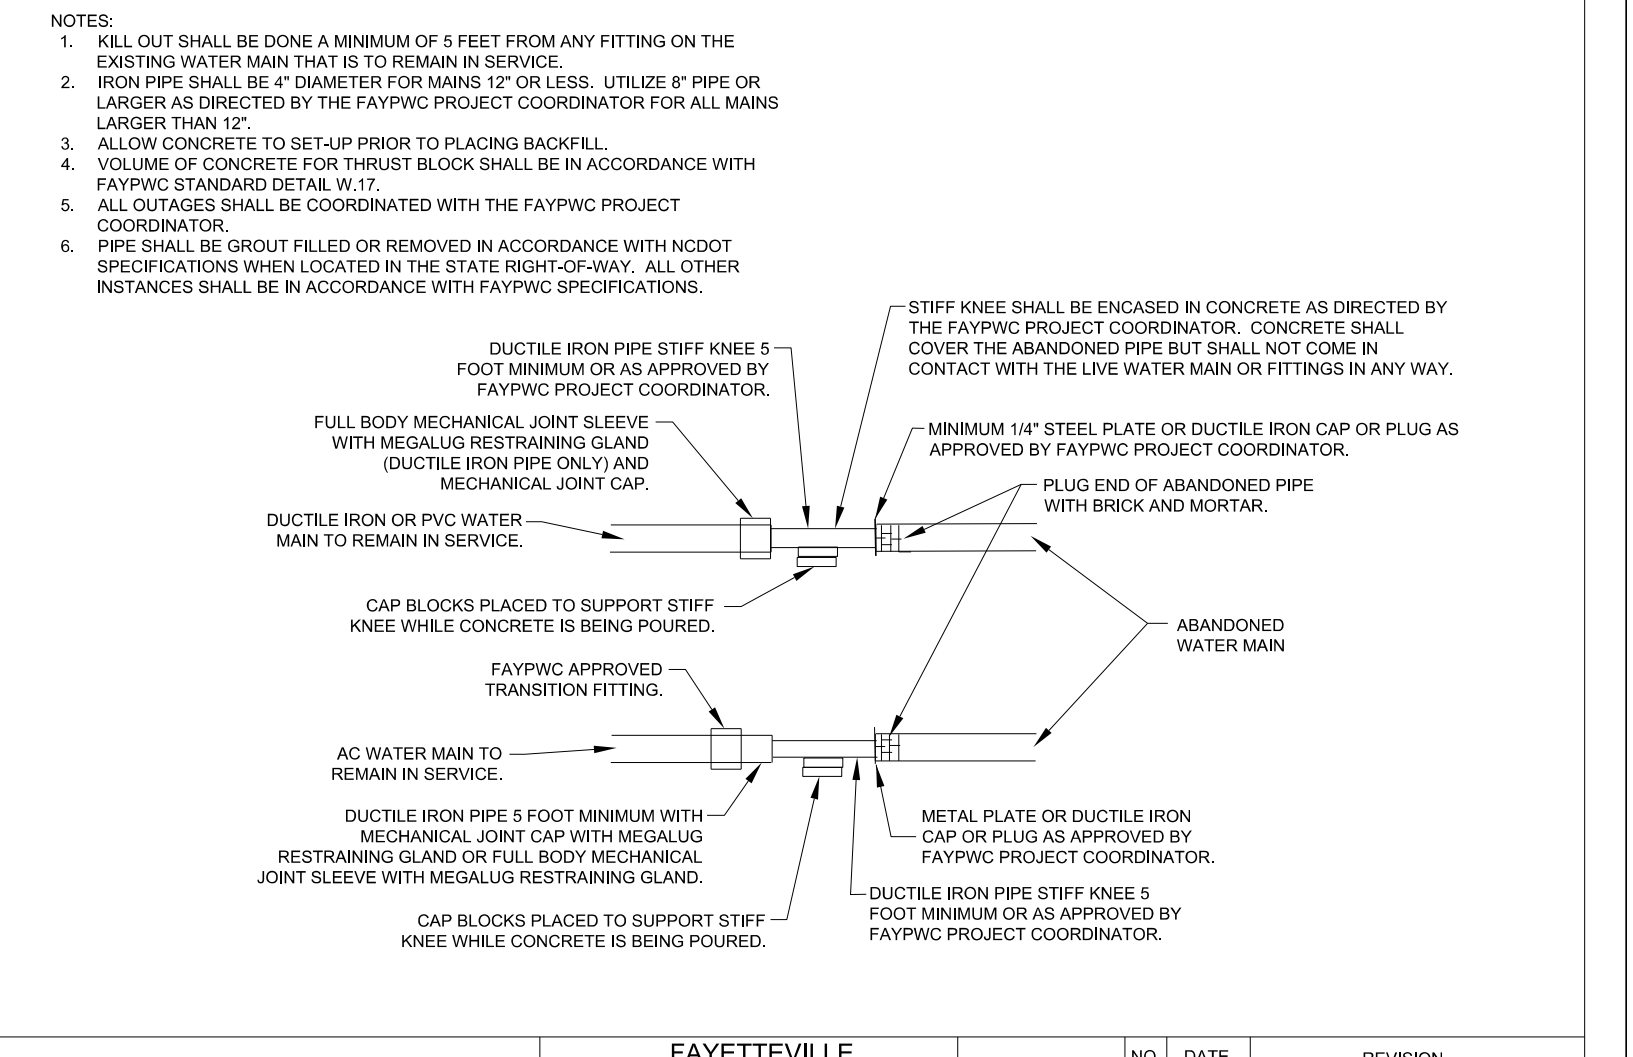 NOTES:
1. KILL OUT SHALL BE DONE A MINIMUM OF 5 FEET FROM ANY FITTING ON THE
EXISTING WATER MAIN THAT IS TO REMAIN IN SERVICE.
2. IRON PIPE SHALL BE 4" DIAMETER FOR MAINS 12" OR LESS. UTILIZE 8" PIPE OR
LARGER AS DIRECTED BY THE FAYPWC PROJECT COORDINATOR FOR ALL MAINS
LARGER THAN 12".
3. ALLOW CONCRETE TO SET-UP PRIOR TO PLACING BACKFILL.
4. VOLUME OF CONCRETE FOR THRUST BLOCK SHALL BE IN ACCORDANCE WITH
FAYPWC STANDARD DETAIL W.17.
5. ALL OUTAGES SHALL BE COORDINATED WITH THE FAYPWC PROJECT
COORDINATOR.
6. PIPE SHALL BE GROUT FILLED OR REMOVED IN ACCORDANCE WITH NCDOT
SPECIFICATIONS WHEN LOCATED IN THE STATE RIGHT-OF-WAY. ALL OTHER
INSTANCES SHALL BE IN ACCORDANCE WITH FAYPWC SPECIFICATIONS.
STIFF KNEE SHALL BE ENCASED IN CONCRETE AS DIRECTED BY
THE FAYPWC PROJECT COORDINATOR. CONCRETE SHALL
COVER THE ABANDONED PIPE BUT SHALL NOT COME IN
CONTACT WITH THE LIVE WATER MAIN OR FITTINGS IN ANY WAY.
DUCTILE IRON PIPE STIFF KNEE 5
FOOT MINIMUM OR AS APPROVED BY
FAYPWC PROJECT COORDINATOR.
FULL BODY MECHANICAL JOINT SLEEVE
WITH MEGALUG RESTRAINING GLAND
(DUCTILE IRON PIPE ONLY) AND
MECHANICAL JOINT CAP.
MINIMUM 1/4" STEEL PLATE OR DUCTILE IRON CAP OR PLUG AS
APPROVED BY FAYPWC PROJECT COORDINATOR.
PLUG END OF ABANDONED PIPE
WITH BRICK AND MORTAR.
DUCTILE IRON OR PVC WATER
MAIN TO REMAIN IN SERVICE.
CAP BLOCKS PLACED TO SUPPORT STIFF
KNEE WHILE CONCRETE IS BEING POURED.
ABANDONED
WATER MAIN
FAYPWC APPROVED
TRANSITION FITTING.
AC WATER MAIN TO
REMAIN IN SERVICE.
DUCTILE IRON PIPE 5 FOOT MINIMUM WITH
MECHANICAL JOINT CAP WITH MEGALUG
RESTRAINING GLAND OR FULL BODY MECHANICAL
JOINT SLEEVE WITH MEGALUG RESTRAINING GLAND.
METAL PLATE OR DUCTILE IRON
CAP OR PLUG AS APPROVED BY
FAYPWC PROJECT COORDINATOR.
DUCTILE IRON PIPE STIFF KNEE 5
FOOT MINIMUM OR AS APPROVED BY
FAYPWC PROJECT COORDINATOR.
CAP BLOCKS PLACED TO SUPPORT STIFF
KNEE WHILE CONCRETE IS BEING POURED.
FAYETTEVILLE
NO DATE REVISION